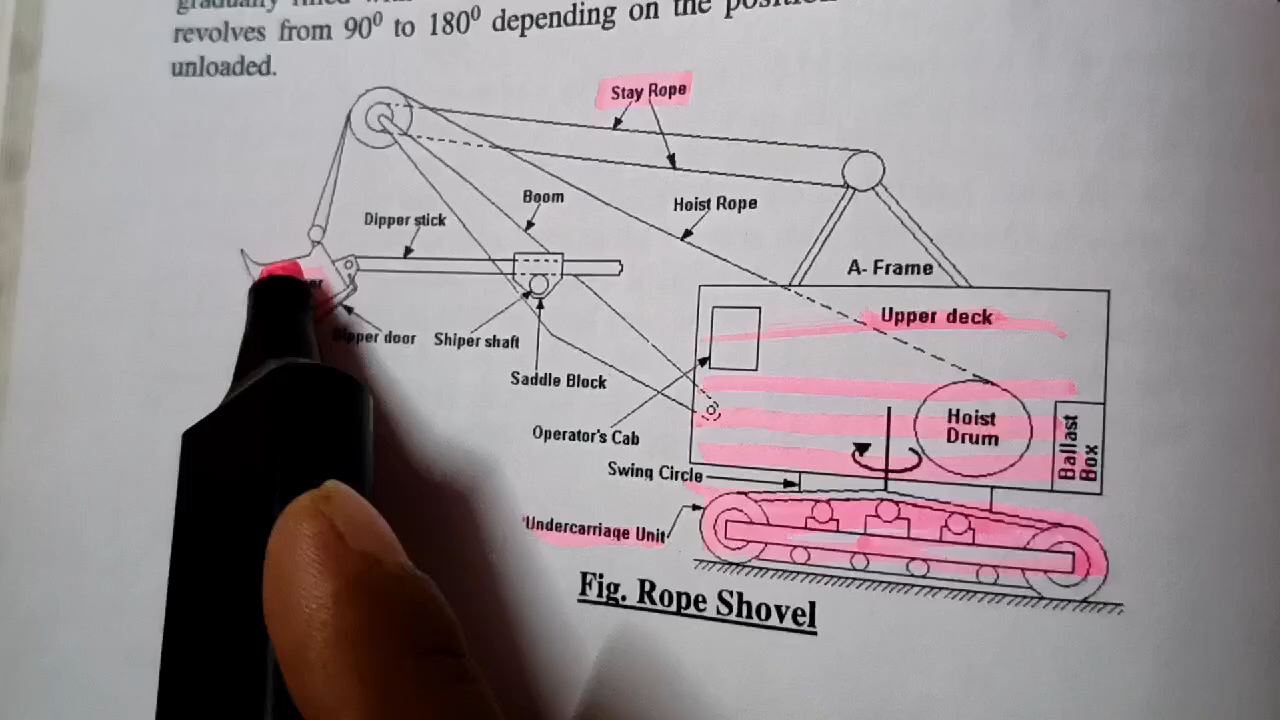 revolves from 90⁰ to 180⁰ depending on the
unloaded.
Stay Rope
Boom
Hoist Rope
Dipper stick
A- Frame
Upper deck
door
Shiper shaft
Saddle Block
Operator's Cab
Hoist
Drum
Ballast
Box
Swing Circle
Undercarriage Unit
Fig. Rope Shovel